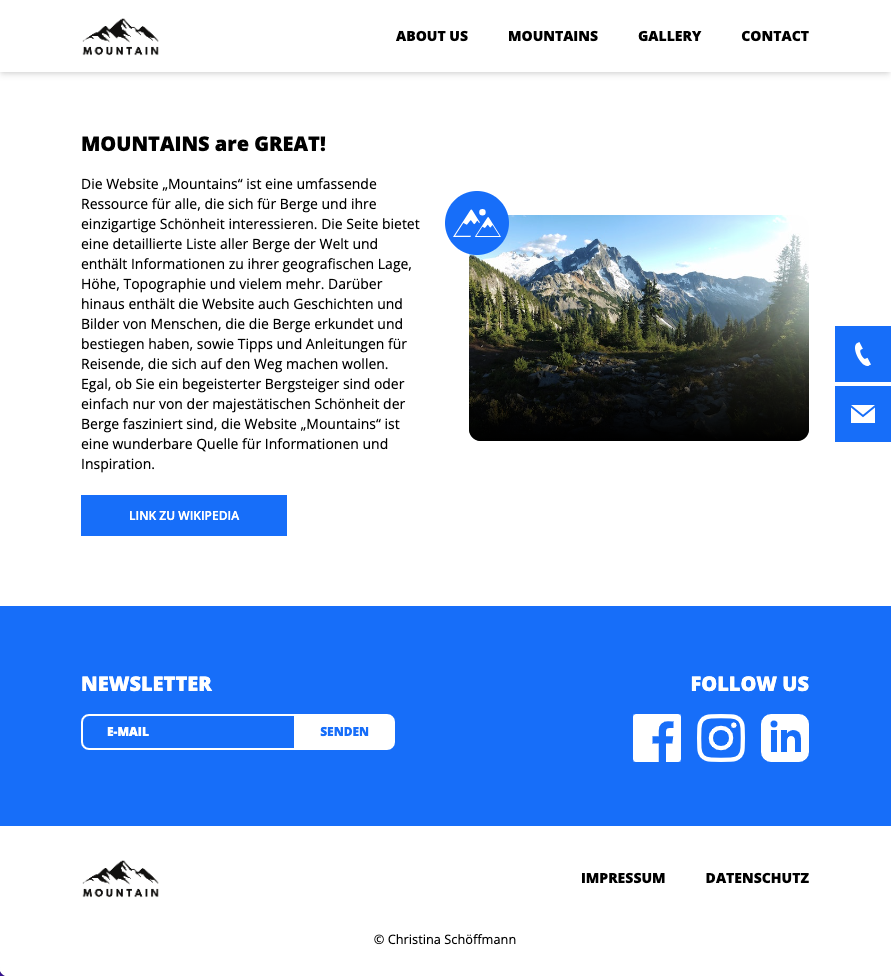 MOUNTAIN
ABOUT US
MOUNTAINS
GALLERY
CONTACT
MOUNTAINS are GREAT!
Die Website „Mountains“ ist eine umfassende
Ressource für alle, die sich für Berge und ihre
einzigartige Schönheit interessieren. Die Seite bietet
eine detaillierte Liste aller Berge der Welt und
enthält Informationen zu ihrer geografischen Lage,
Höhe, Topographie und vielem mehr. Darüber
hinaus enthält die Website auch Geschichten und
Bilder von Menschen, die die Berge erkundet und
bestiegen haben, sowie Tipps und Anleitungen für
Reisende, die sich auf den Weg machen wollen.
Egal, ob Sie ein begeisterter Bergsteiger sind oder
einfach nur von der majestätischen Schönheit der
Berge fasziniert sind, die Website „Mountains“ ist
eine wunderbare Quelle für Informationen und
Inspiration.
LINK ZU WIKIPEDIA
NEWSLETTER
E-MAIL
SENDEN
FOLLOW US
MOUNTAIN
IMPRESSUM
DATENSCHUTZ
© Christina Schöffmann